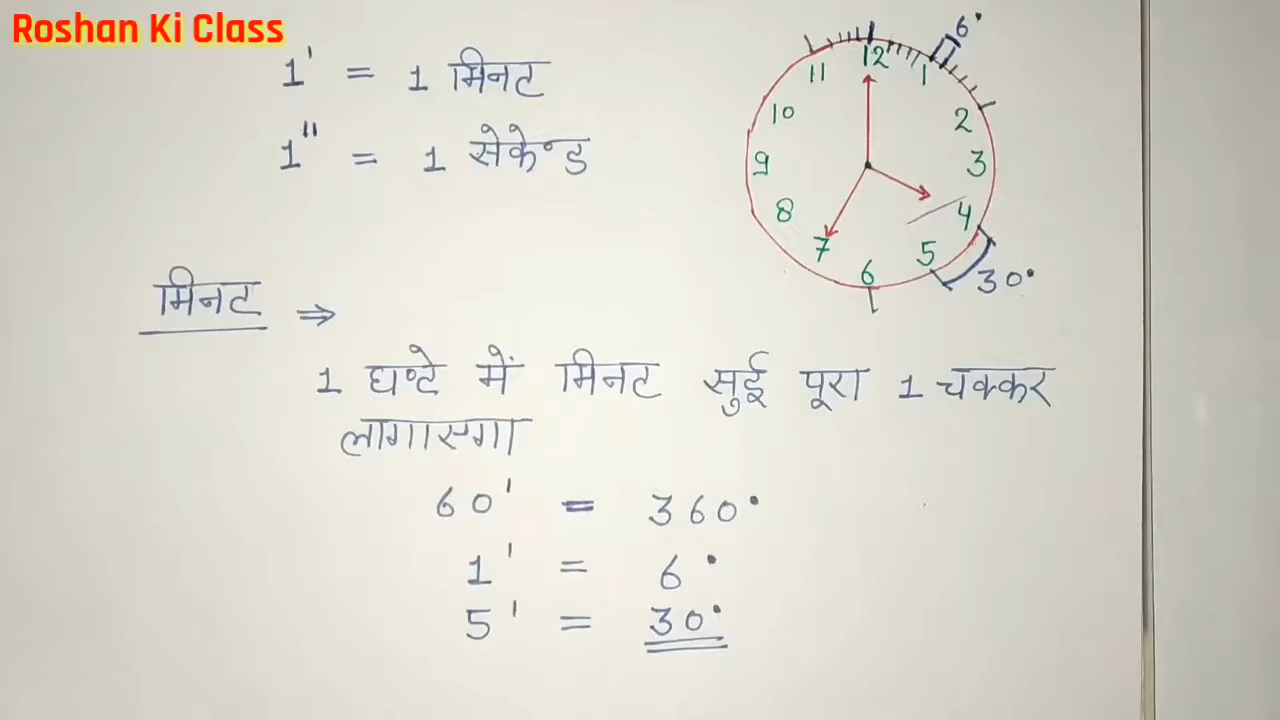 Roshan Ki Class
1' = 1 मिनट
1" = 1 सेकेण्ड
6°
11 12 1
10 2
9 3
8 4
7 5
6
30°
मिनट ⇒
1 घण्टे में मिनट सुई पूरा 1 चक्कर
लागाएगा
60' = 360°
1' = 6°
5' = 30°